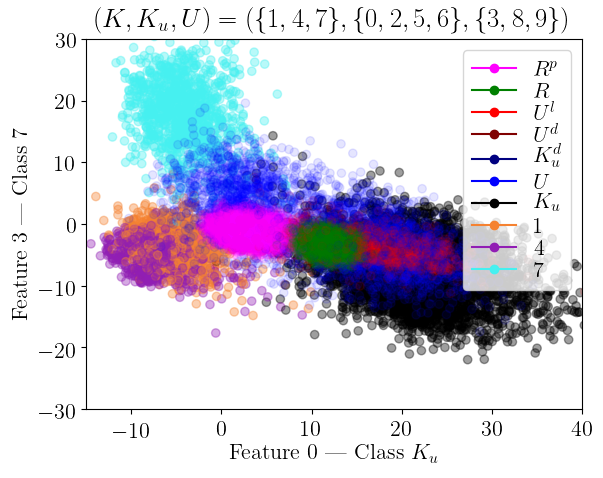 (K, K_u, U) = ({1, 4, 7}, {0, 2, 5, 6}, {3, 8, 9})
30
20
10
0
−10
−20
−30
Feature 3 — Class 7
R^p
R
U^l
U^d
K_u^d
U
K_u
1
4
7
−10
0
10
20
30
40
Feature 0 — Class K_u